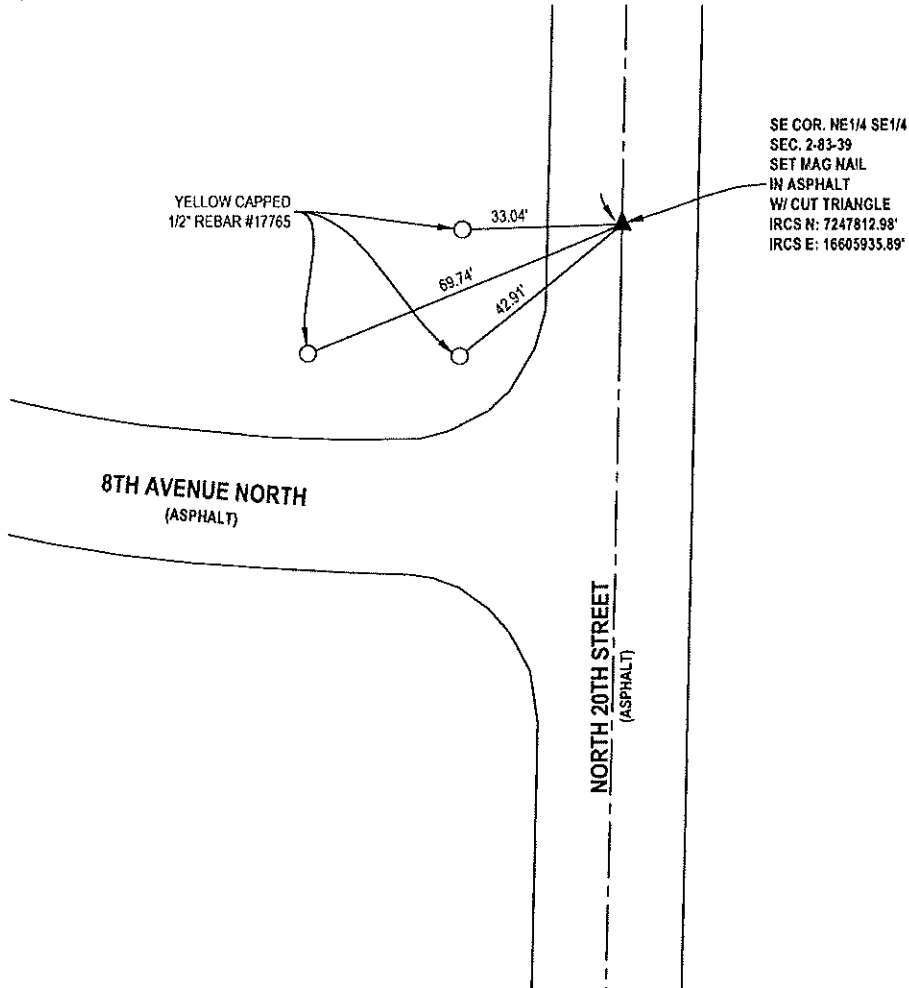 SE COR. NE1/4 SE1/4
SEC. 2-83-39
SET MAG NAIL
IN ASPHALT
W/ CUT TRIANGLE
IRCS N: 7247812.98'
IRCS E: 16605935.89'
YELLOW CAPPED
1/2" REBAR #17765
33.04'
69.74'
42.91'
8TH AVENUE NORTH
(ASPHALT)
NORTH 20TH STREET
(ASPHALT)